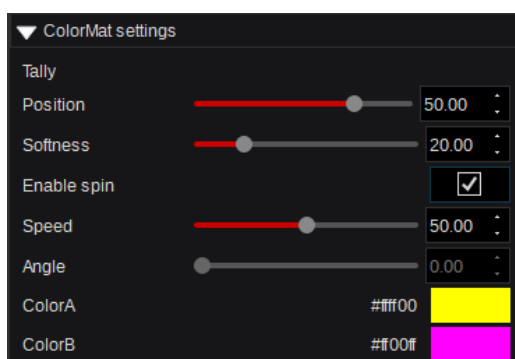 ColorMat settings
Tally
Position 50.00
Softness 20.00
Enable spin
Speed 50.00
Angle 0.00
ColorA #ffff00
ColorB #ff00ff